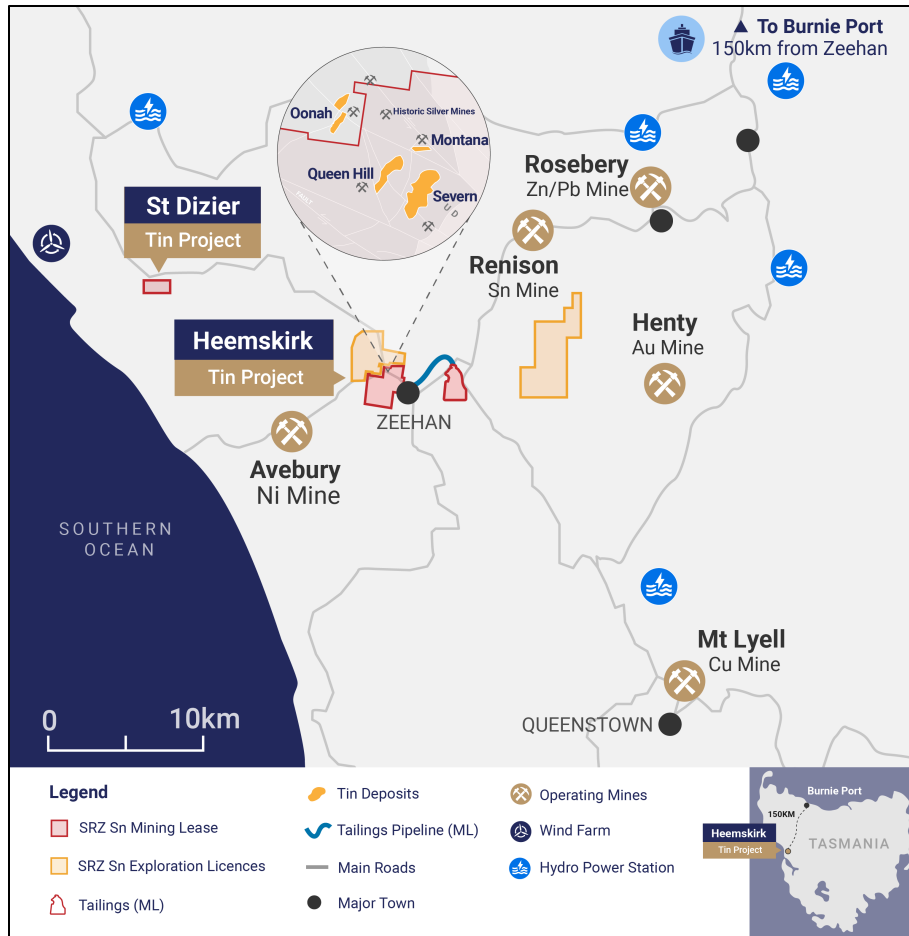 ▲ To Burnie Port
150km from Zeehan
Oonah
Historic Silver Mines
Montana
Queen Hill
Severn
FAULT
U D
Rosebery
Zn/Pb Mine
St Dizier
Tin Project
Renison
Sn Mine
Henty
Au Mine
Heemskirk
Tin Project
ZEEHAN
Avebury
Ni Mine
SOUTHERN
OCEAN
Mt Lyell
Cu Mine
QUEENSTOWN
0 10km
Legend
SRZ Sn Mining Lease
SRZ Sn Exploration Licences
Tailings (ML)
Tin Deposits
Tailings Pipeline (ML)
Main Roads
Major Town
Operating Mines
Wind Farm
Hydro Power Station
Burnie Port
150KM
Heemskirk
Tin Project
TASMANIA